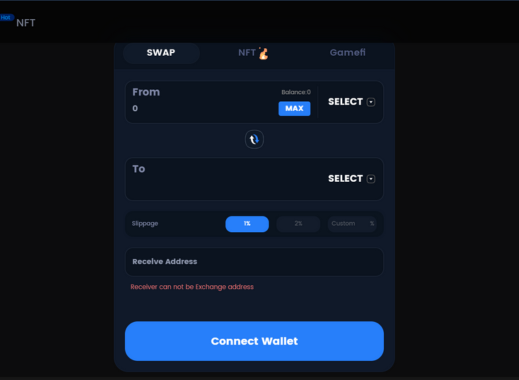 Hot
NFT
SWAP NFT Gamefi
From Balance:0
0 MAX SELECT
To
SELECT
Slippage 1% 2% Custom %
Receive Address
Receiver can not be Exchange address
Connect Wallet